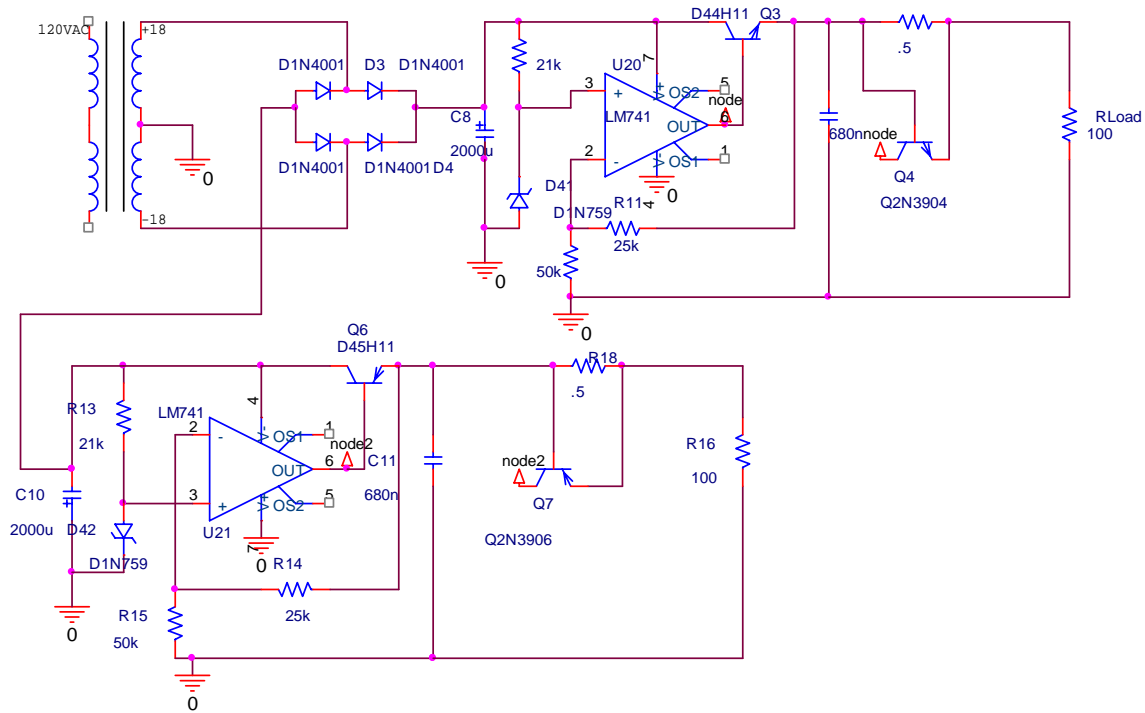 120VAC
+18
-18
0
D1N4001
D3
D1N4001
D1N4001
D1N4001
D4
C8
2000u
21k
D41
D1N759
0
U20
LM741
3
+
2
-
7
V+
5
OS2
6
OUT
1
OS1
V-
4
0
node
D44H11
Q3
R11
25k
50k
0
680n
node
.5
Q4
Q2N3904
RLoad
100
Q6
D45H11
R13
21k
C10
2000u
D42
D1N759
0
LM741
2
-
3
+
4
V-
1
OS1
6
OUT
5
OS2
V+
7
U21
0
node2
C11
680n
R14
25k
R15
50k
0
R18
.5
node2
Q7
Q2N3906
R16
100